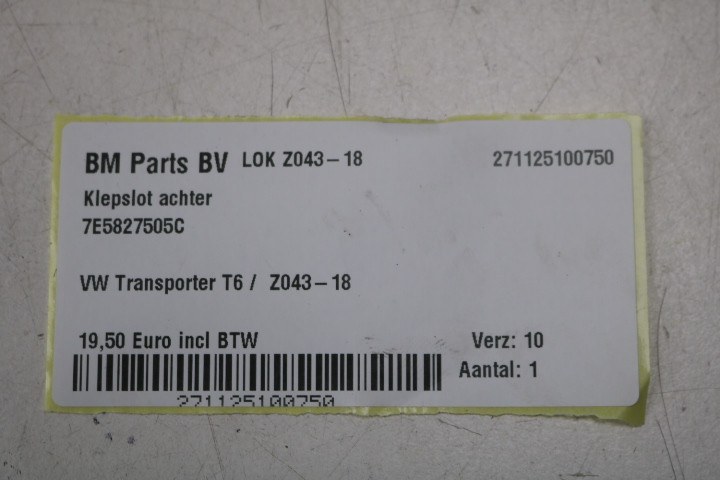 BM Parts BV LOK Z043-18 271125100750
Klepslot achter
7E5827505C
VW Transporter T6 / Z043-18
19,50 Euro incl BTW Verz: 10
Aantal: 1
271125100750